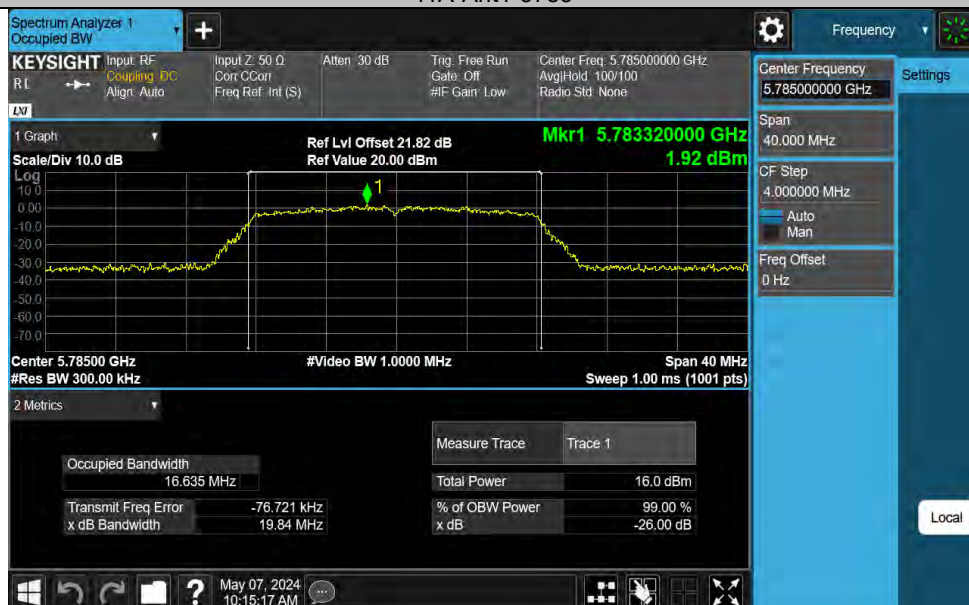 Spectrum Analyzer 1
Occupied BW
Frequency
KEYSIGHT
RL
LXI
Input: RF
Coupling: DC
Align: Auto
Input Z: 50 Ω
Corr CCorr
Freq Ref: Int (S)
Atten: 30 dB
Trig: Free Run
Gate: Off
#IF Gain: Low
Center Freq: 5.785000000 GHz
Avg|Hold: 100/100
Radio Std: None
1 Graph
Scale/Div 10.0 dB
Ref Lvl Offset 21.82 dB
Ref Value 20.00 dBm
Mkr1 5.783320000 GHz
1.92 dBm
Log
10.0
0.00
-10.0
-20.0
-30.0
-40.0
-50.0
-60.0
-70.0
1
Center 5.78500 GHz
#Res BW 300.00 kHz
#Video BW 1.0000 MHz
Span 40 MHz
Sweep 1.00 ms (1001 pts)
2 Metrics
Measure Trace Trace 1
Occupied Bandwidth
16.635 MHz
Total Power 16.0 dBm
Transmit Freq Error -76.721 kHz
% of OBW Power 99.00 %
x dB Bandwidth 19.84 MHz
x dB -26.00 dB
May 07, 2024
10:15:17 AM
Center Frequency
5.785000000 GHz
Settings
Span
40.000 MHz
CF Step
4.000000 MHz
Auto
Man
Freq Offset
0 Hz
Local